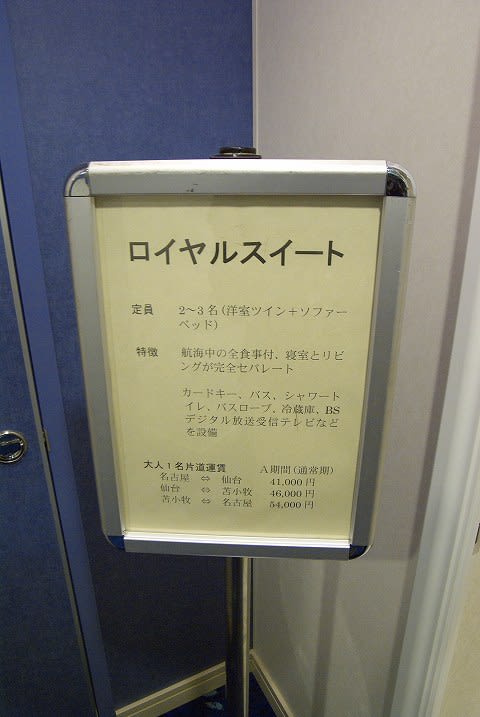 ロイヤルスイート
定員 2～3名(洋室ツイン＋ソファー
ベッド)
特徴 航海中の全食事付、寝室とリビ
ングが完全セパレート
カードキー、バス、シャワート
イレ、バスローブ、冷蔵庫、BS
デジタル放送受信テレビなど
を設備
大人1名片道運賃 A期間(通常期)
名古屋 ⇔ 仙台 41,000円
仙台 ⇔ 苫小牧 46,000円
苫小牧 ⇔ 名古屋 54,000円